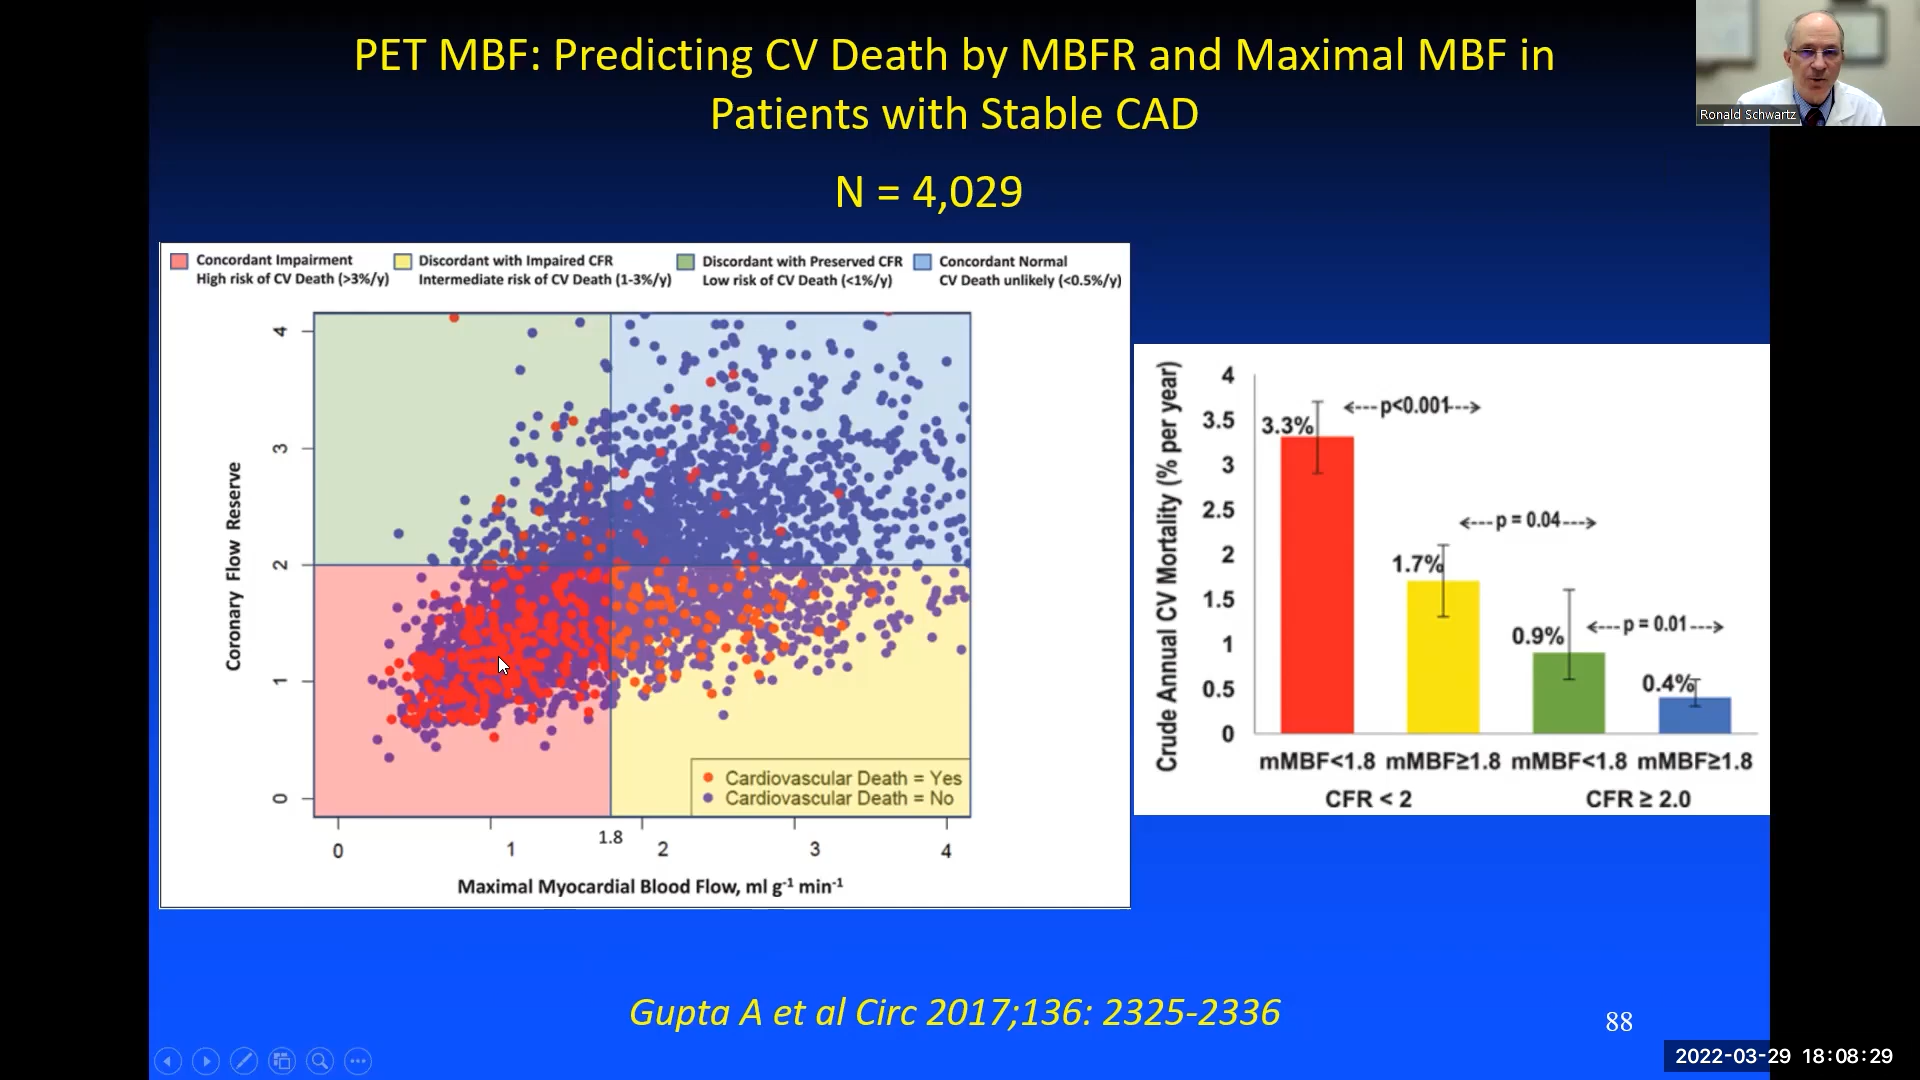 PET MBF: Predicting CV Death by MBFR and Maximal MBF in
Patients with Stable CAD
N = 4,029
Ronald Schwartz
Concordant Impairment
High risk of CV Death (>3%/y)
Discordant with Impaired CFR
Intermediate risk of CV Death (1-3%/y)
Discordant with Preserved CFR
Low risk of CV Death (<1%/y)
Concordant Normal
CV Death unlikely (<0.5%/y)
Coronary Flow Reserve
4
3
2
1
0
Cardiovascular Death = Yes
Cardiovascular Death = No
0 1 1.8 2 3 4
Maximal Myocardial Blood Flow, ml g-1 min-1
Crude Annual CV Mortality (% per year)
4
3.5
3
2.5
2
1.5
1
0.5
0
3.3%
<---p<0.001--->
1.7%
<---p = 0.04--->
0.9%
<---p = 0.01--->
0.4%
mMBF<1.8 mMBF≥1.8 mMBF<1.8 mMBF≥1.8
CFR < 2 CFR ≥ 2.0
Gupta A et al Circ 2017;136: 2325-2336
88
2022-03-29 18:08:29